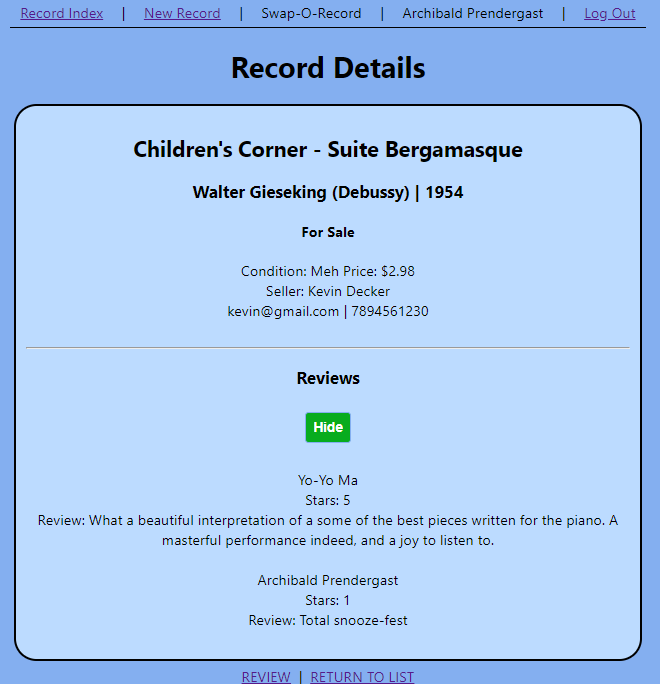 Record Index | New Record | Swap-O-Record | Archibald Prendergast | Log Out
Record Details
Children's Corner - Suite Bergamasque
Walter Gieseking (Debussy) | 1954
For Sale
Condition: Meh Price: $2.98
Seller: Kevin Decker
kevin@gmail.com | 7894561230
Reviews
Hide
Yo-Yo Ma
Stars: 5
Review: What a beautiful interpretation of a some of the best pieces written for the piano. A
masterful performance indeed, and a joy to listen to.
Archibald Prendergast
Stars: 1
Review: Total snooze-fest
REVIEW | RETURN TO LIST